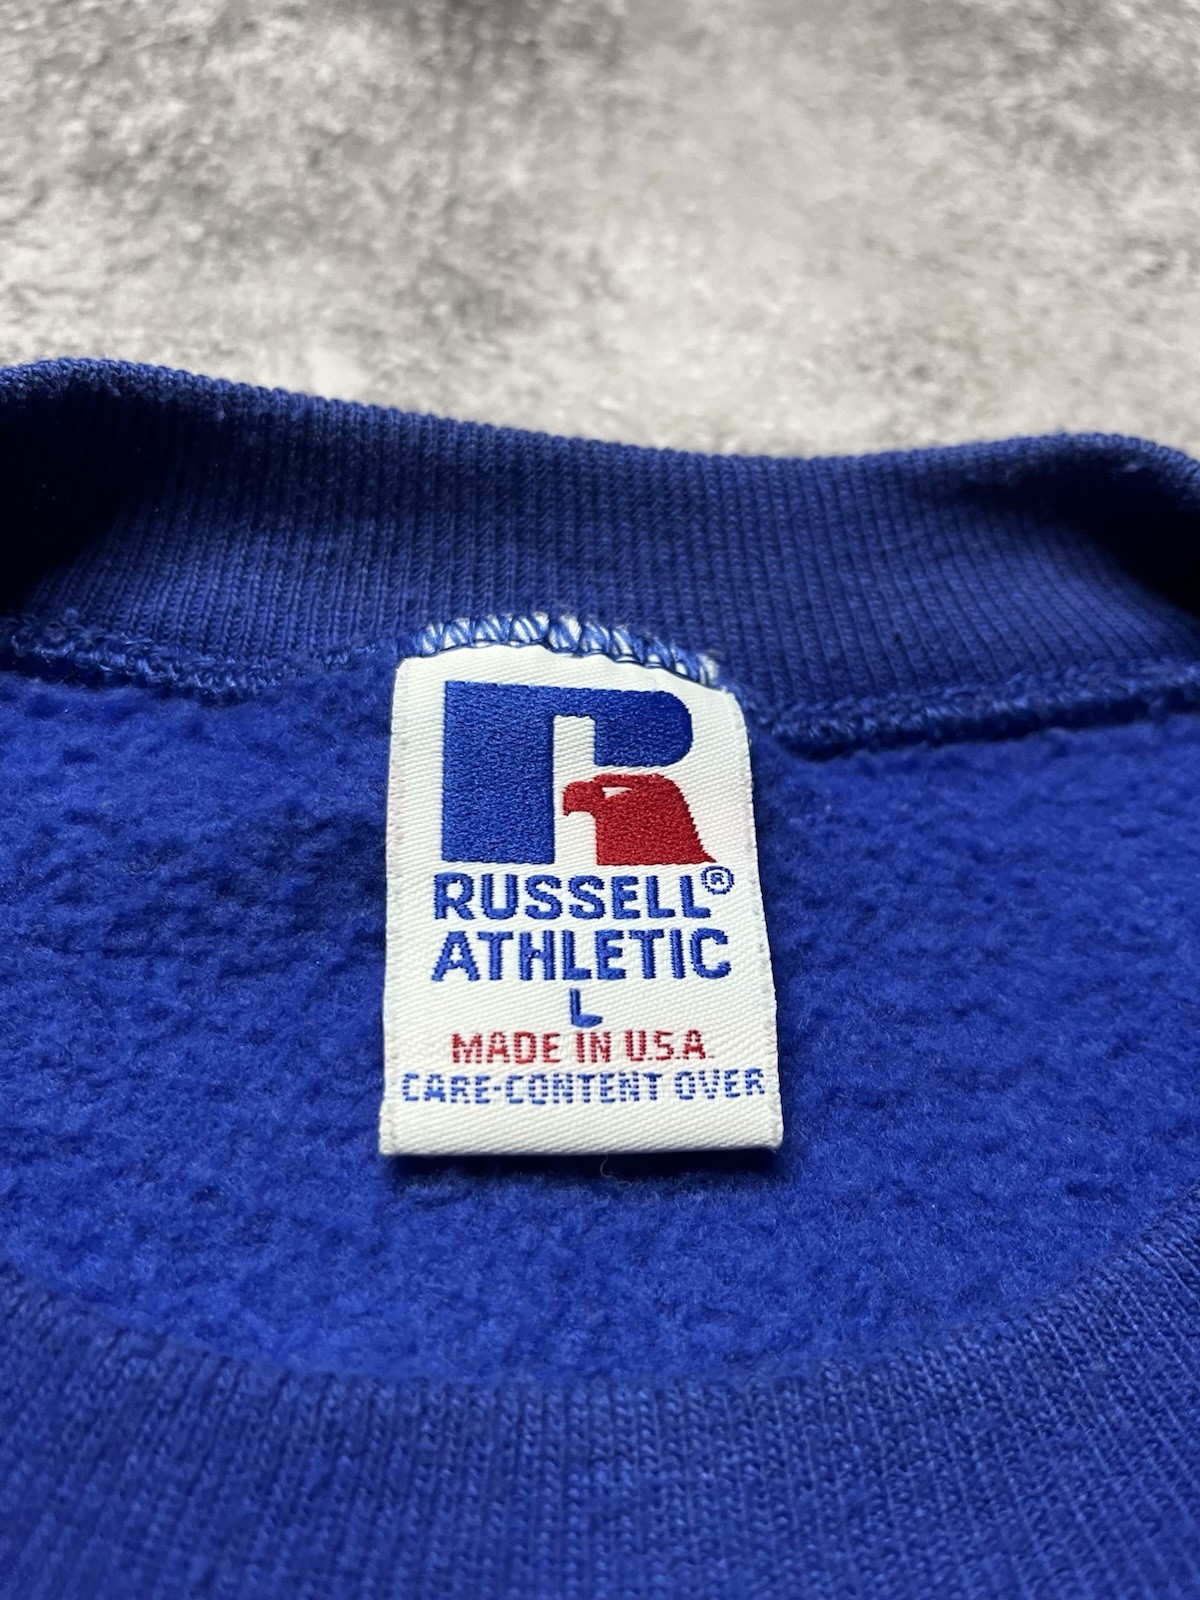 RUSSELL®
ATHLETIC
L
MADE IN U.S.A.
CARE-CONTENT OVER